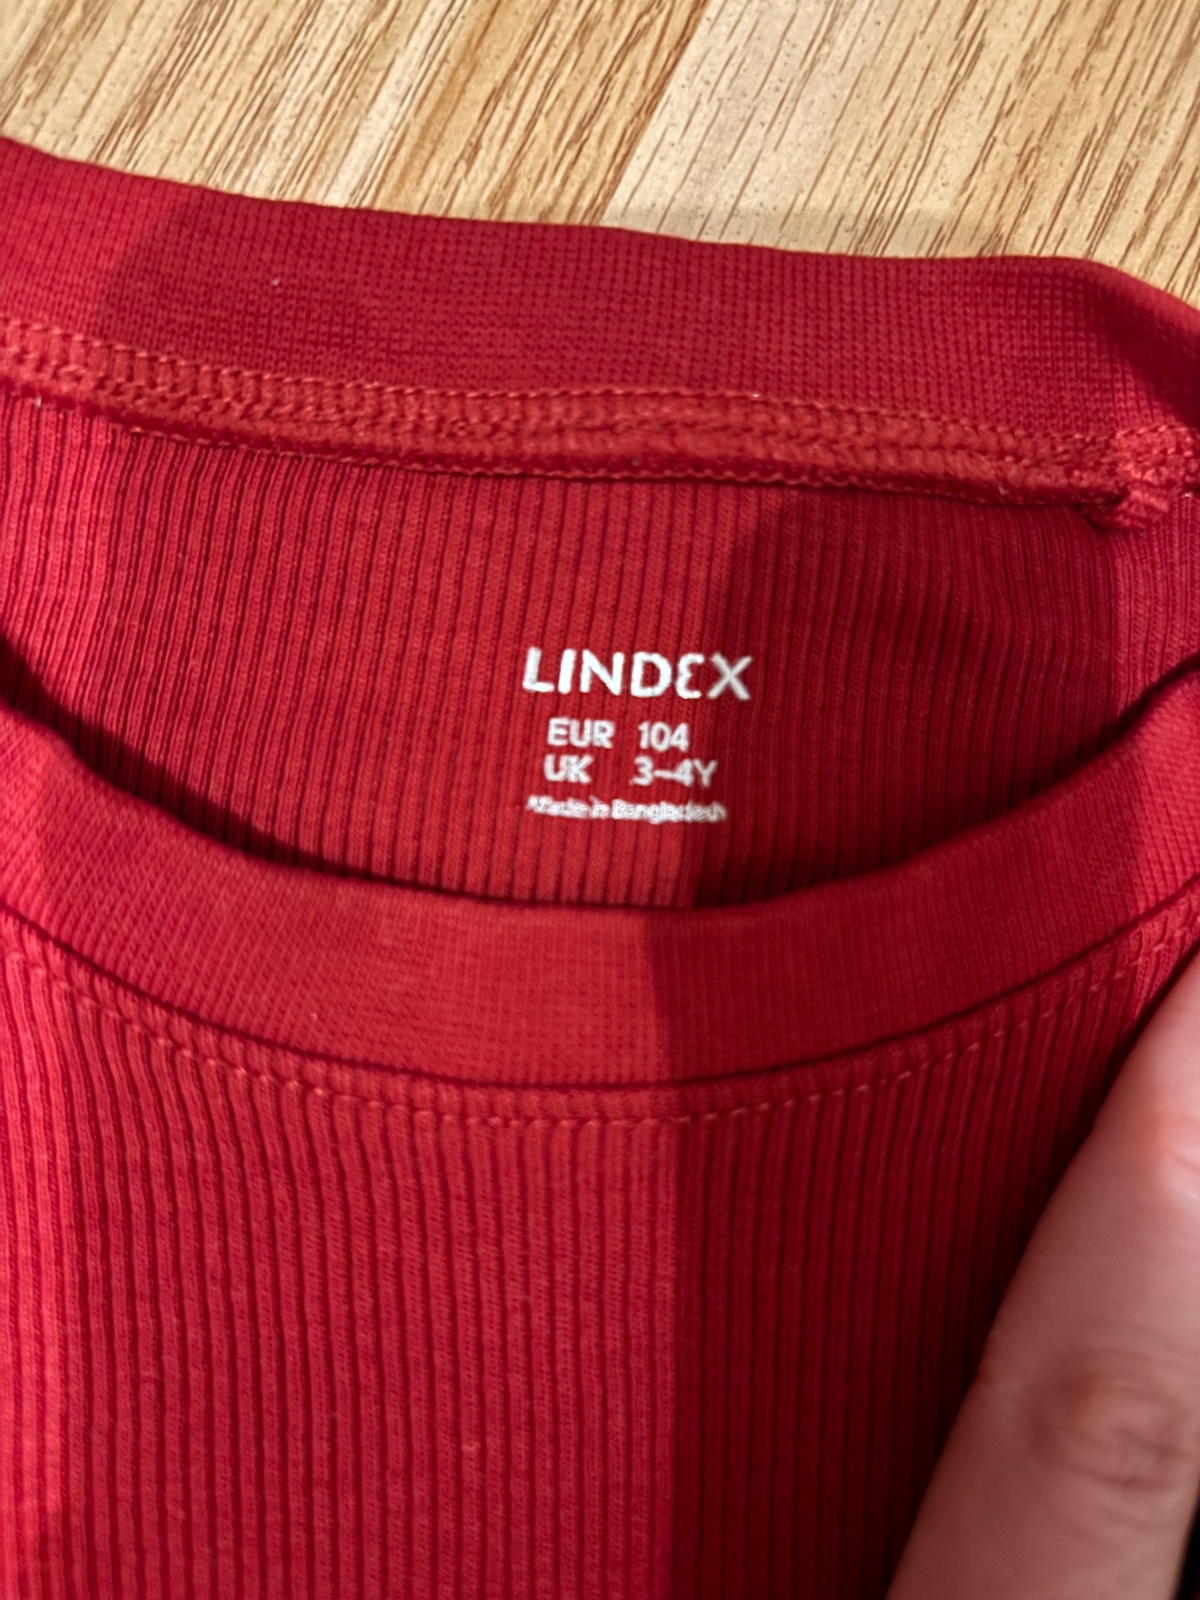 LINDEX
EUR 104
UK 3-4Y
Made in Bangladesh